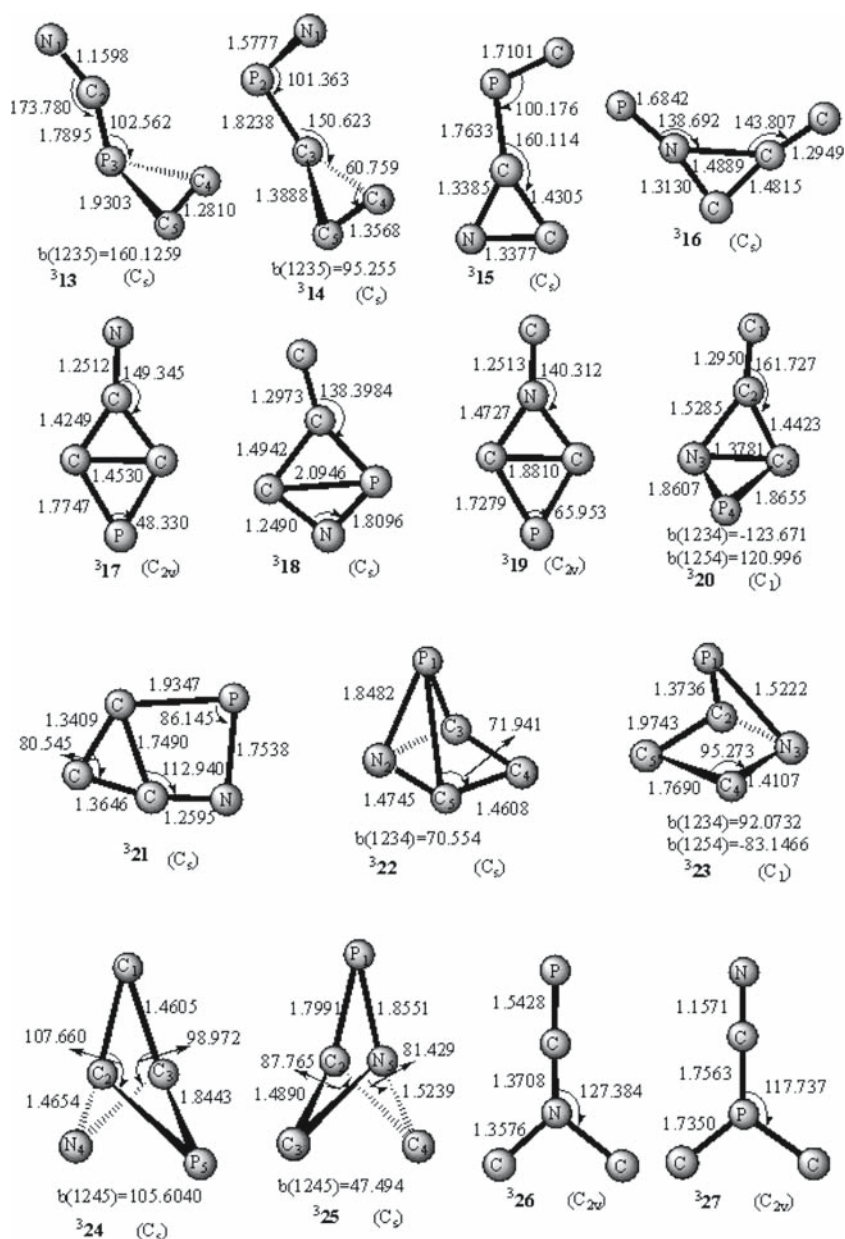 N₁
1.1598
C₂
173.780
102.562
1.7895
P₃
C₄
1.9303
1.2810
C₅
b(1235)=160.1259
³13 (Cₛ)
N₁
1.5777
P₂
101.363
150.623
1.8238
C₃
60.759
1.3888
C₄
C₅
1.3568
b(1235)=95.255
³14 (Cₛ)
1.7101
C
P
100.176
1.7633
160.114
C
1.3385
1.4305
N
C
1.3377
³15 (Cₛ)
P
1.6842
138.692
143.807
C
N
C
1.4889
1.2949
1.3130
1.4815
C
³16 (Cₛ)
N
1.2512
149.345
C
1.4249
C
C
1.4530
1.7747
48.330
P
³17 (C₂ᵥ)
C
1.2973
138.3984
C
1.4942
2.0946
C
P
1.2490
1.8096
N
³18 (Cₛ)
C
1.2513
140.312
N
1.4727
C
C
1.8810
1.7279
65.953
P
³19 (C₂ᵥ)
C₁
1.2950
161.727
C₂
1.5285
1.4423
1.3781
N₃
C₅
1.8607
1.8655
P₄
b(1234)=-123.671
b(1254)=120.996
³20 (C₁)
1.9347
C
P
86.145
1.3409
80.545
1.7490
1.7538
112.940
C
C
N
1.3646
1.2595
³21 (Cₛ)
P₁
1.8482
C₃
71.941
N₂
C₄
1.4745
C₅
1.4608
b(1234)=70.554
³22 (Cₛ)
P₁
1.3736
1.5222
C₂
N₃
1.9743
95.273
C₅
C₄
1.4107
1.7690
b(1234)=92.0732
b(1254)=-83.1466
³23 (C₁)
C₁
1.4605
107.660
98.972
C₂
C₃
1.4654
1.8443
N₄
P₅
b(1245)=105.6040
³24 (Cₛ)
P₁
1.7991
1.8551
87.765
81.429
C₂
1.4890
1.5239
C₃
C₄
b(1245)=47.494
³25 (Cₛ)
P
1.5428
C
1.3708
127.384
N
1.3576
C
C
³26 (C₂ᵥ)
N
1.1571
C
1.7563
117.737
P
1.7350
C
C
³27 (C₂ᵥ)